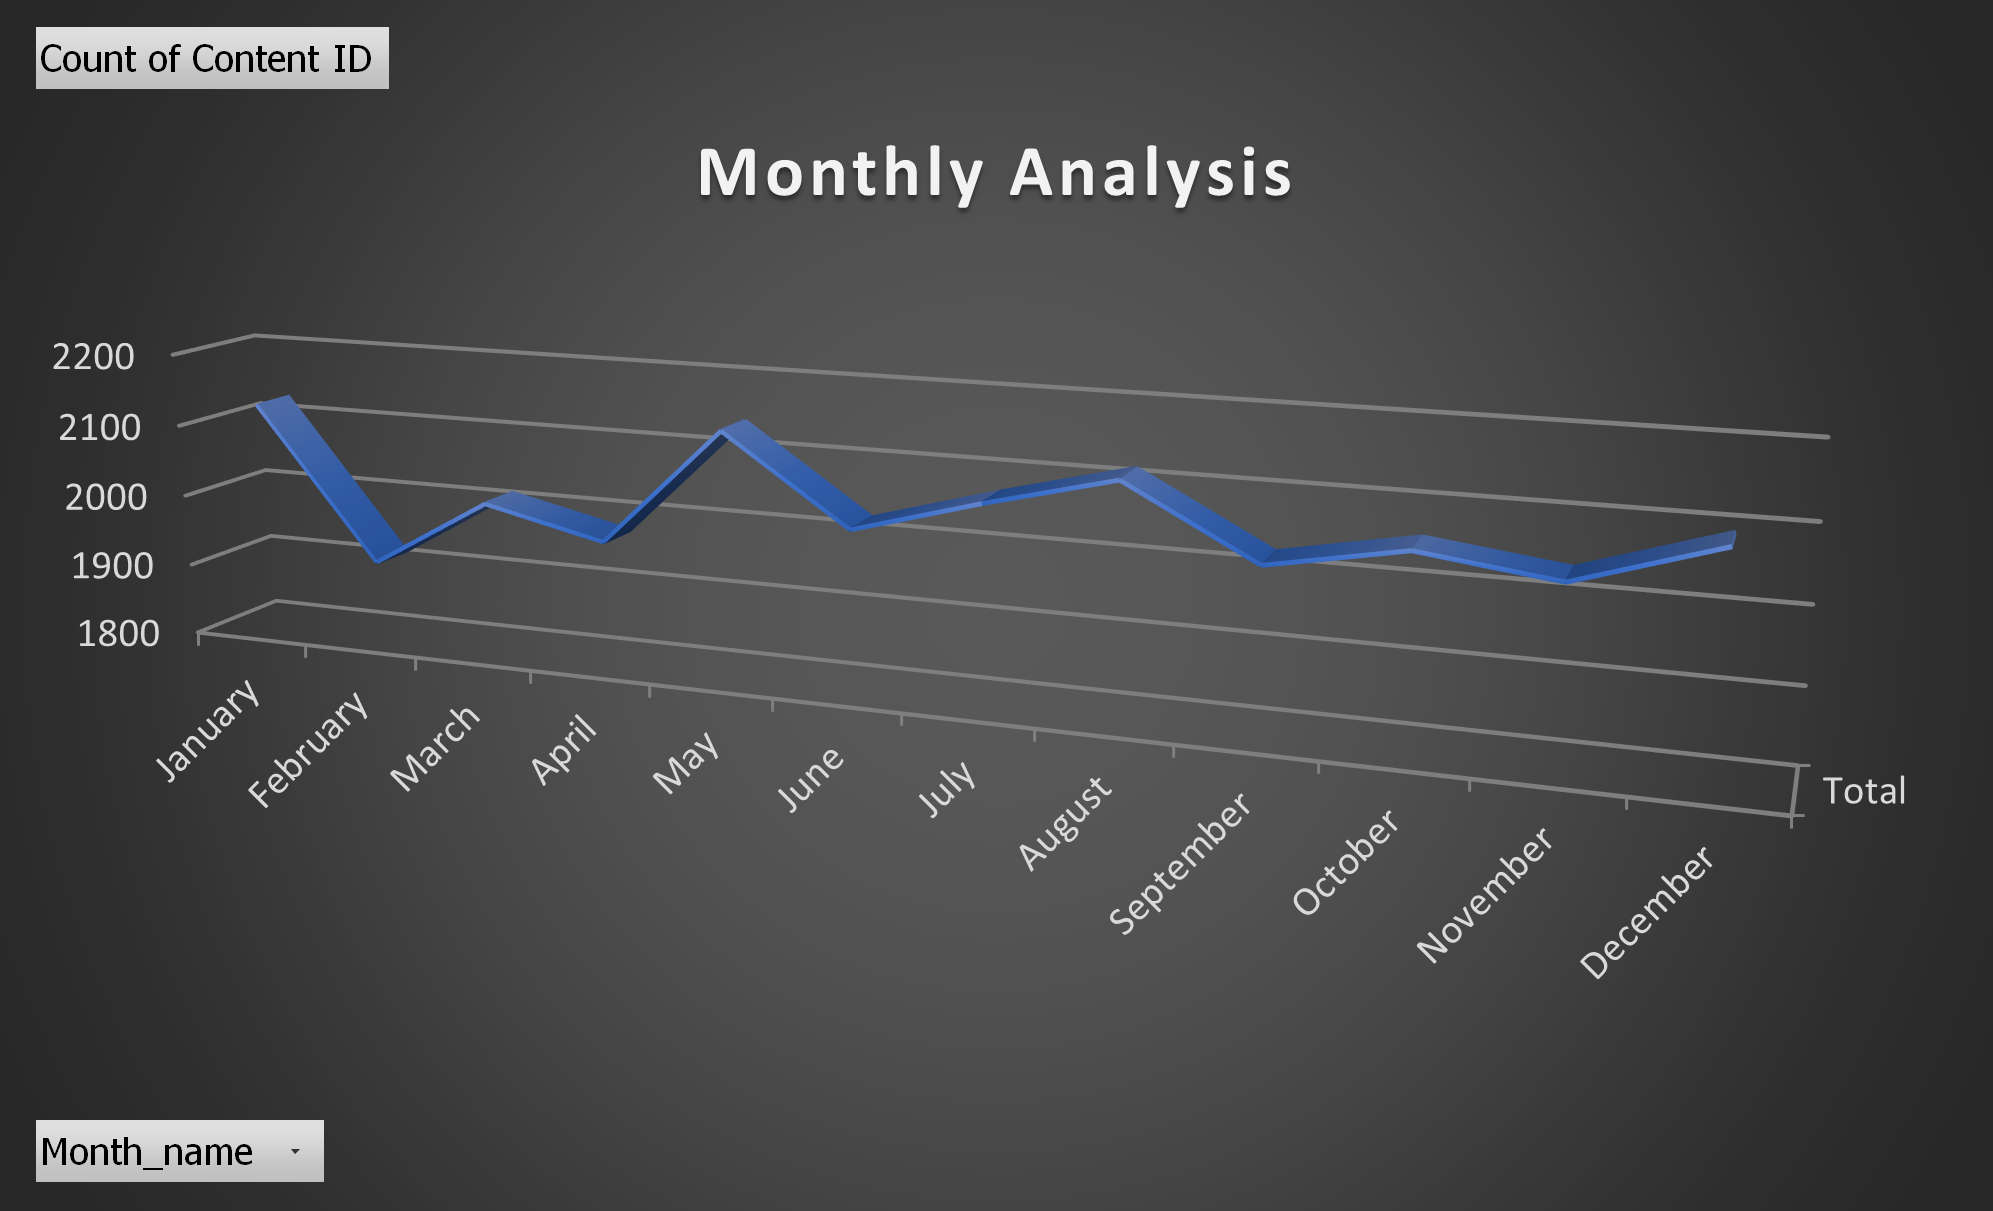 Count of Content ID
Monthly Analysis
2200
2100
2000
1900
1800
January
February
March
April
May
June
July
August
September
October
November
December
Total
Month_name